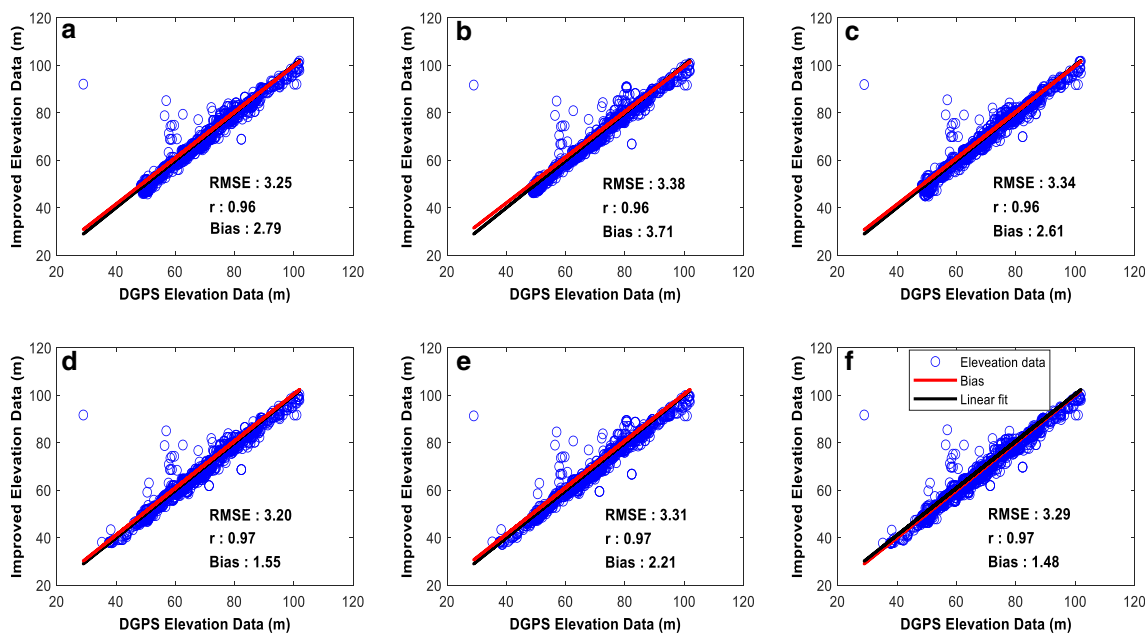 a
Improved Elevation Data (m)
120
100
80
60
40
20
RMSE : 3.25
r : 0.96
Bias : 2.79
20 40 60 80 100 120
DGPS Elevation Data (m)
b
Improved Elevation Data (m)
120
100
80
60
40
20
RMSE : 3.38
r : 0.96
Bias : 3.71
20 40 60 80 100 120
DGPS Elevation Data (m)
c
Improved Elevation Data (m)
120
100
80
60
40
20
RMSE : 3.34
r : 0.96
Bias : 2.61
20 40 60 80 100 120
DGPS Elevation Data (m)
d
Improved Elevation Data (m)
120
100
80
60
40
20
RMSE : 3.20
r : 0.97
Bias : 1.55
20 40 60 80 100 120
DGPS Elevation Data (m)
e
Improved Elevation Data (m)
120
100
80
60
40
20
RMSE : 3.31
r : 0.97
Bias : 2.21
20 40 60 80 100 120
DGPS Elevation Data (m)
f
Improved Elevation Data (m)
120
100
80
60
40
20
Eleveation data
Bias
Linear fit
RMSE : 3.29
r : 0.97
Bias : 1.48
20 40 60 80 100 120
DGPS Elevation Data (m)